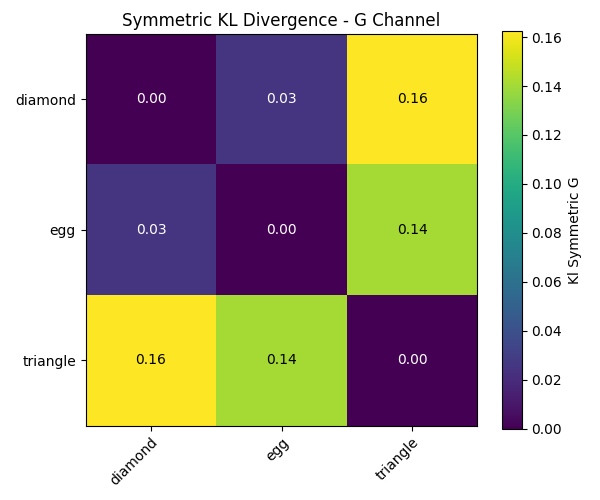 Symmetric KL Divergence - G Channel
diamond 0.00 0.03 0.16
egg 0.03 0.00 0.14
triangle 0.16 0.14 0.00
diamond egg triangle
0.16
0.14
0.12
0.10
0.08
0.06
0.04
0.02
0.00
Kl Symmetric G